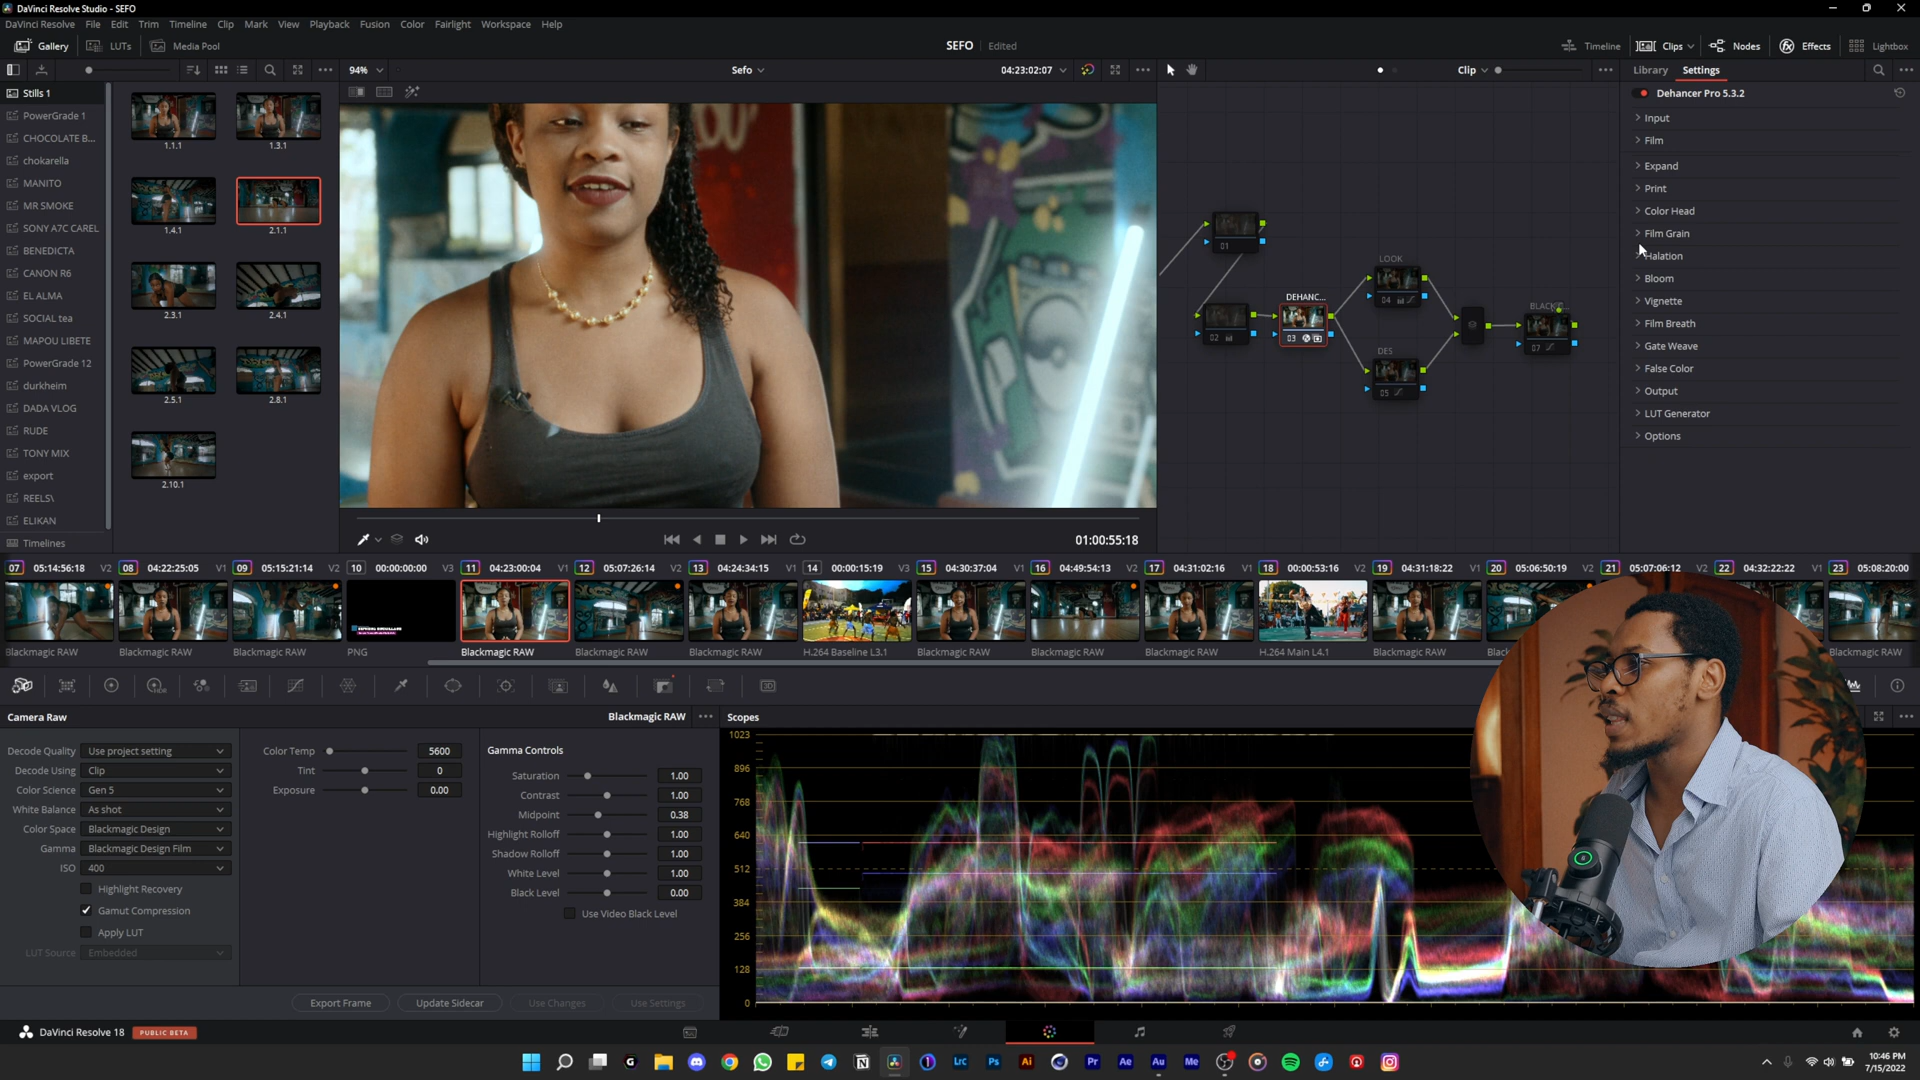 DaVinci Resolve Studio - SEFO
DaVinci Resolve File Edit Trim Timeline Clip Mark View Playback Fusion Color Fairlight Workspace Help
Gallery LUTs Media Pool
SEFO Edited
Timeline Clips Nodes Effects Lightbox
94% Sefo 04:23:02:07 Clip
Library Settings
Stills 1
PowerGrade 1
CHOCOLATE B...
chokarella
MANITO
MR SMOKE
SONY A7C CAREL
BENEDICTA
CANON R6
EL ALMA
SOCIAL tea
MAPOU LIBETE
PowerGrade 12
durkheim
DADA VLOG
RUDE
TONY MIX
export
REELS\
ELIKAN
Timelines
1.1.1 1.3.1
1.4.1 2.1.1
2.3.1 2.4.1
2.5.1 2.8.1
2.10.1
01:00:55:18
01
02
DEHANC...
03
LOOK
04
DES
05
07
Dehancer Pro 5.3.2
Input
Film
Expand
Print
Color Head
Film Grain
Halation
Bloom
Vignette
Film Breath
Gate Weave
False Color
Output
LUT Generator
Options
07 05:14:56:18 V2 08 04:22:25:05 V1 09 05:15:21:14 V2 10 00:00:00:00 V3 11 04:23:00:04 V1 12 05:07:26:14 V2 13 04:24:34:15 V1 14 00:00:15:19 V3 15 04:30:37:04 V1 16 04:49:54:13 V2 17 04:31:02:16 V1 18 00:00:53:16 V2 19 04:31:18:22 V1 20 05:06:50:19 V2 21 05:07:06:12 V2 22 04:32:22:22 V1 23 05:08:20:00
Blackmagic RAW Blackmagic RAW Blackmagic RAW PNG Blackmagic RAW Blackmagic RAW Blackmagic RAW H.264 Baseline L3.1 Blackmagic RAW Blackmagic RAW Blackmagic RAW H.264 Main L4.1 Blackmagic RAW Blackmagic RAW
Camera Raw Blackmagic RAW
Decode Quality Use project setting
Decode Using Clip
Color Science Gen 5
White Balance As shot
Color Space Blackmagic Design
Gamma Blackmagic Design Film
ISO 400
Highlight Recovery
Gamut Compression
Apply LUT
LUT Source Embedded
Color Temp 5600
Tint 0
Exposure 0.00
Gamma Controls
Saturation 1.00
Contrast 1.00
Midpoint 0.38
Highlight Rolloff 1.00
Shadow Rolloff 1.00
White Level 1.00
Black Level 0.00
Use Video Black Level
Export Frame Update Sidecar Use Changes Use Settings
Scopes
1023
896
768
640
512
384
256
128
0
DaVinci Resolve 18 PUBLIC BETA
Lrc Ps Ai Pr Ae Au Me
10:46 PM
7/15/2022